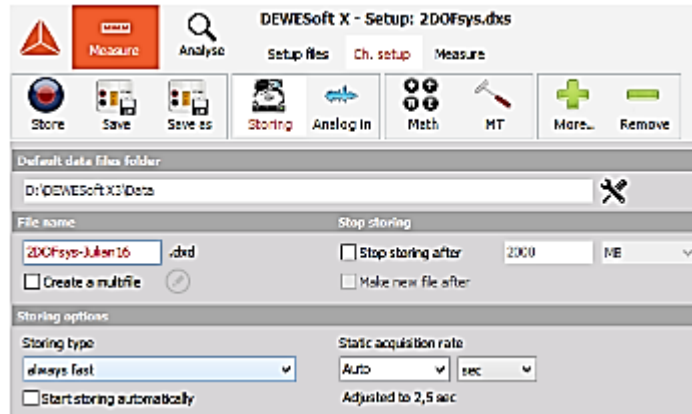 DEWESoft X - Setup: 2DOFsys.dxs
Measure Analyse Setup files Ch. setup Measure
Store Save Save as Storing Analog in Math MT More... Remove
Default data files folder
D:\DEWESoft X3\Data
File name Stop storing
2DOFsys-Julien16 .dxd Stop storing after 2000 MB
Create a multifile Make new file after
Storing options
Storing type Static acquisition rate
always fast Auto sec
Start storing automatically Adjusted to 2,5 sec